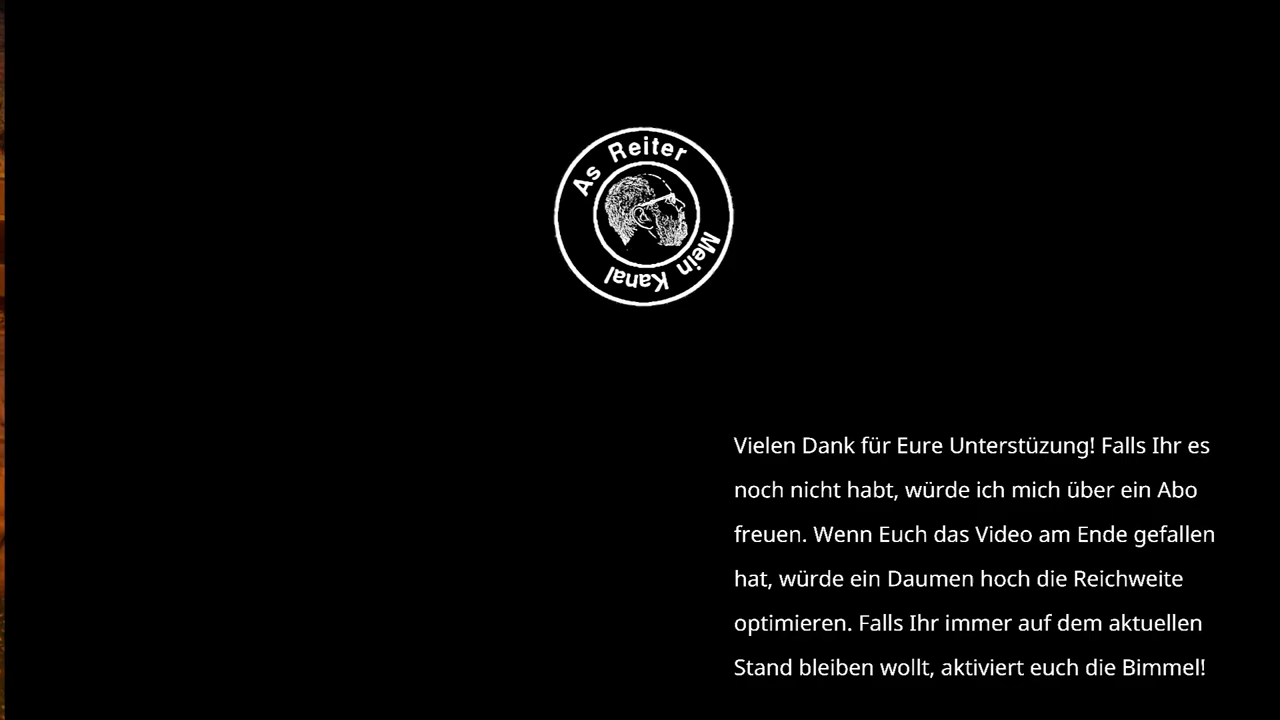 As Reiter
Mein Kanal
Vielen Dank für Eure Unterstüzung! Falls Ihr es
noch nicht habt, würde ich mich über ein Abo
freuen. Wenn Euch das Video am Ende gefallen
hat, würde ein Daumen hoch die Reichweite
optimieren. Falls Ihr immer auf dem aktuellen
Stand bleiben wollt, aktiviert euch die Bimmel!